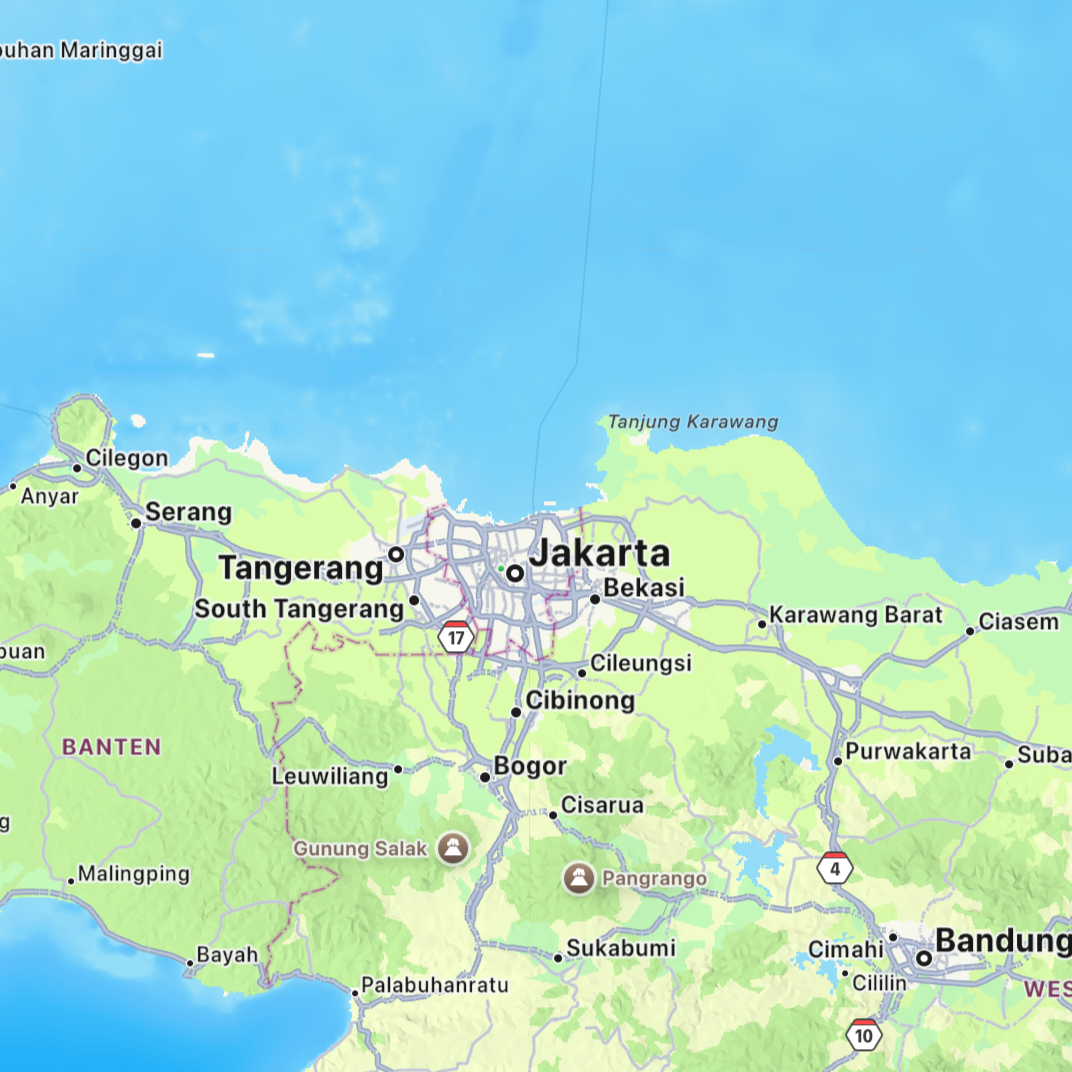 buhan Maringgai
Tanjung Karawang
Cilegon
Anyar
Serang
Jakarta
Tangerang
Bekasi
South Tangerang
Karawang Barat
Ciasem
17
Cileungsi
Cibinong
BANTEN
Purwakarta
Suba
Bogor
Leuwiliang
Cisarua
Gunung Salak
4
Malingping
Pangrango
Bandung
Cimahi
Sukabumi
Bayah
Palabuhanratu
Cililin
WES
10